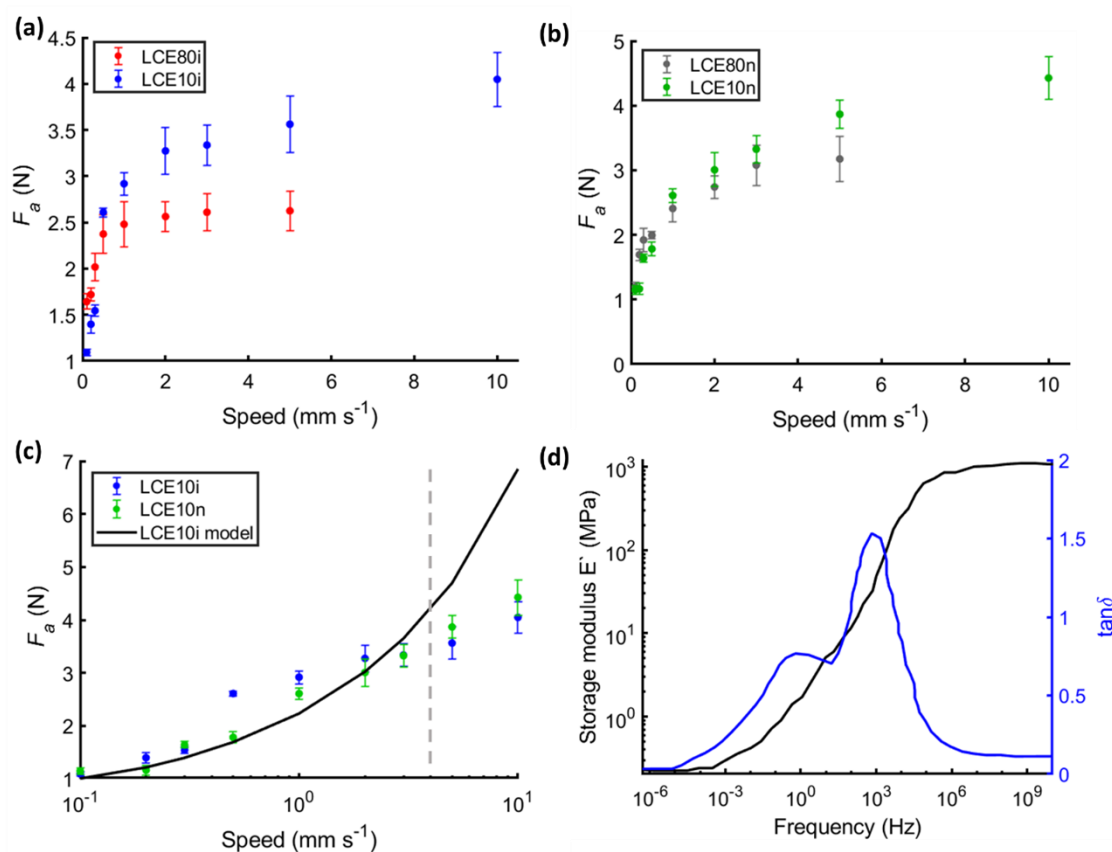 (a)
4.5
4
3.5
3
2.5
2
1.5
1
LCE80i
LCE10i
F_a (N)
0 2 4 6 8 10
Speed (mm s⁻¹)
(b)
5
4
3
2
1
0
LCE80n
LCE10n
F_a (N)
0 2 4 6 8 10
Speed (mm s⁻¹)
(c)
7
6
5
4
3
2
1
LCE10i
LCE10n
LCE10i model
F_a (N)
10⁻¹ 10⁰ 10¹
Speed (mm s⁻¹)
(d)
10³
10²
10¹
10⁰
Storage modulus E` (MPa)
2
1.5
1
0.5
0
tanδ
10⁻⁶ 10⁻³ 10⁰ 10³ 10⁶ 10⁹
Frequency (Hz)